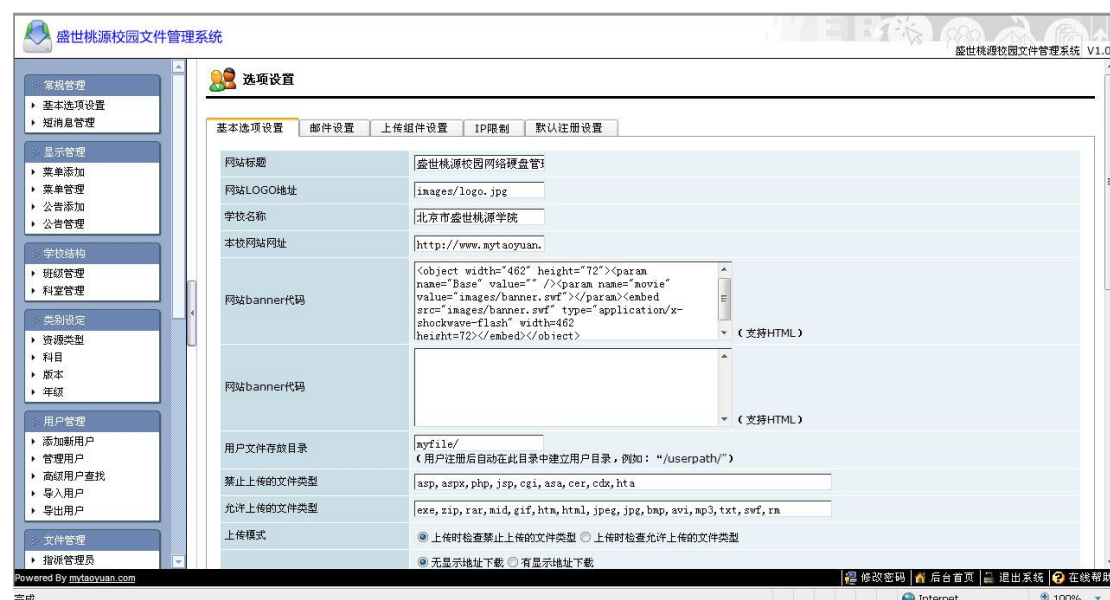 盛世桃源校园文件管理系统
盛世桃源校园文件管理系统 V1.0
常规管理
基本选项设置
短消息管理
显示管理
菜单添加
菜单管理
公告添加
公告管理
学校结构
班级管理
科室管理
类别设定
资源类型
科目
版本
年级
用户管理
添加新用户
管理用户
高级用户查找
导入用户
导出用户
文件管理
指派管理员
选项设置
基本选项设置 邮件设置 上传组件设置 IP限制 默认注册设置
网站标题 盛世桃源校园网络硬盘管理
网站LOGO地址 images/logo.jpg
学校名称 北京市盛世桃源学院
本校网站网址 http://www.mytaoyuan.
网站banner代码
<object width="462" height="72"><param
name="Base" value="" /><param name="movie"
value="images/banner.swf"></param><embed
src="images/banner.swf" type="application/x-
shockwave-flash" width=462
height=72></embed></object>
(支持HTML)
网站banner代码
(支持HTML)
用户文件存放目录 myfile/
(用户注册后自动在此目录中建立用户目录,例如:“/userpath/”)
禁止上传的文件类型 asp,aspx,php,jsp,cgi,asa,cer,cdx,hta
允许上传的文件类型 exe,zip,rar,mid,gif,htm,html,jpeg,jpg,bmp,avi,mp3,txt,swf,rm
上传模式 上传时检查禁止上传的文件类型 上传时检查允许上传的文件类型
无显示地址下载 有显示地址下载
Powered By mytaoyuan.com 修改密码 后台首页 退出系统 在线帮助
完成 Internet 100%